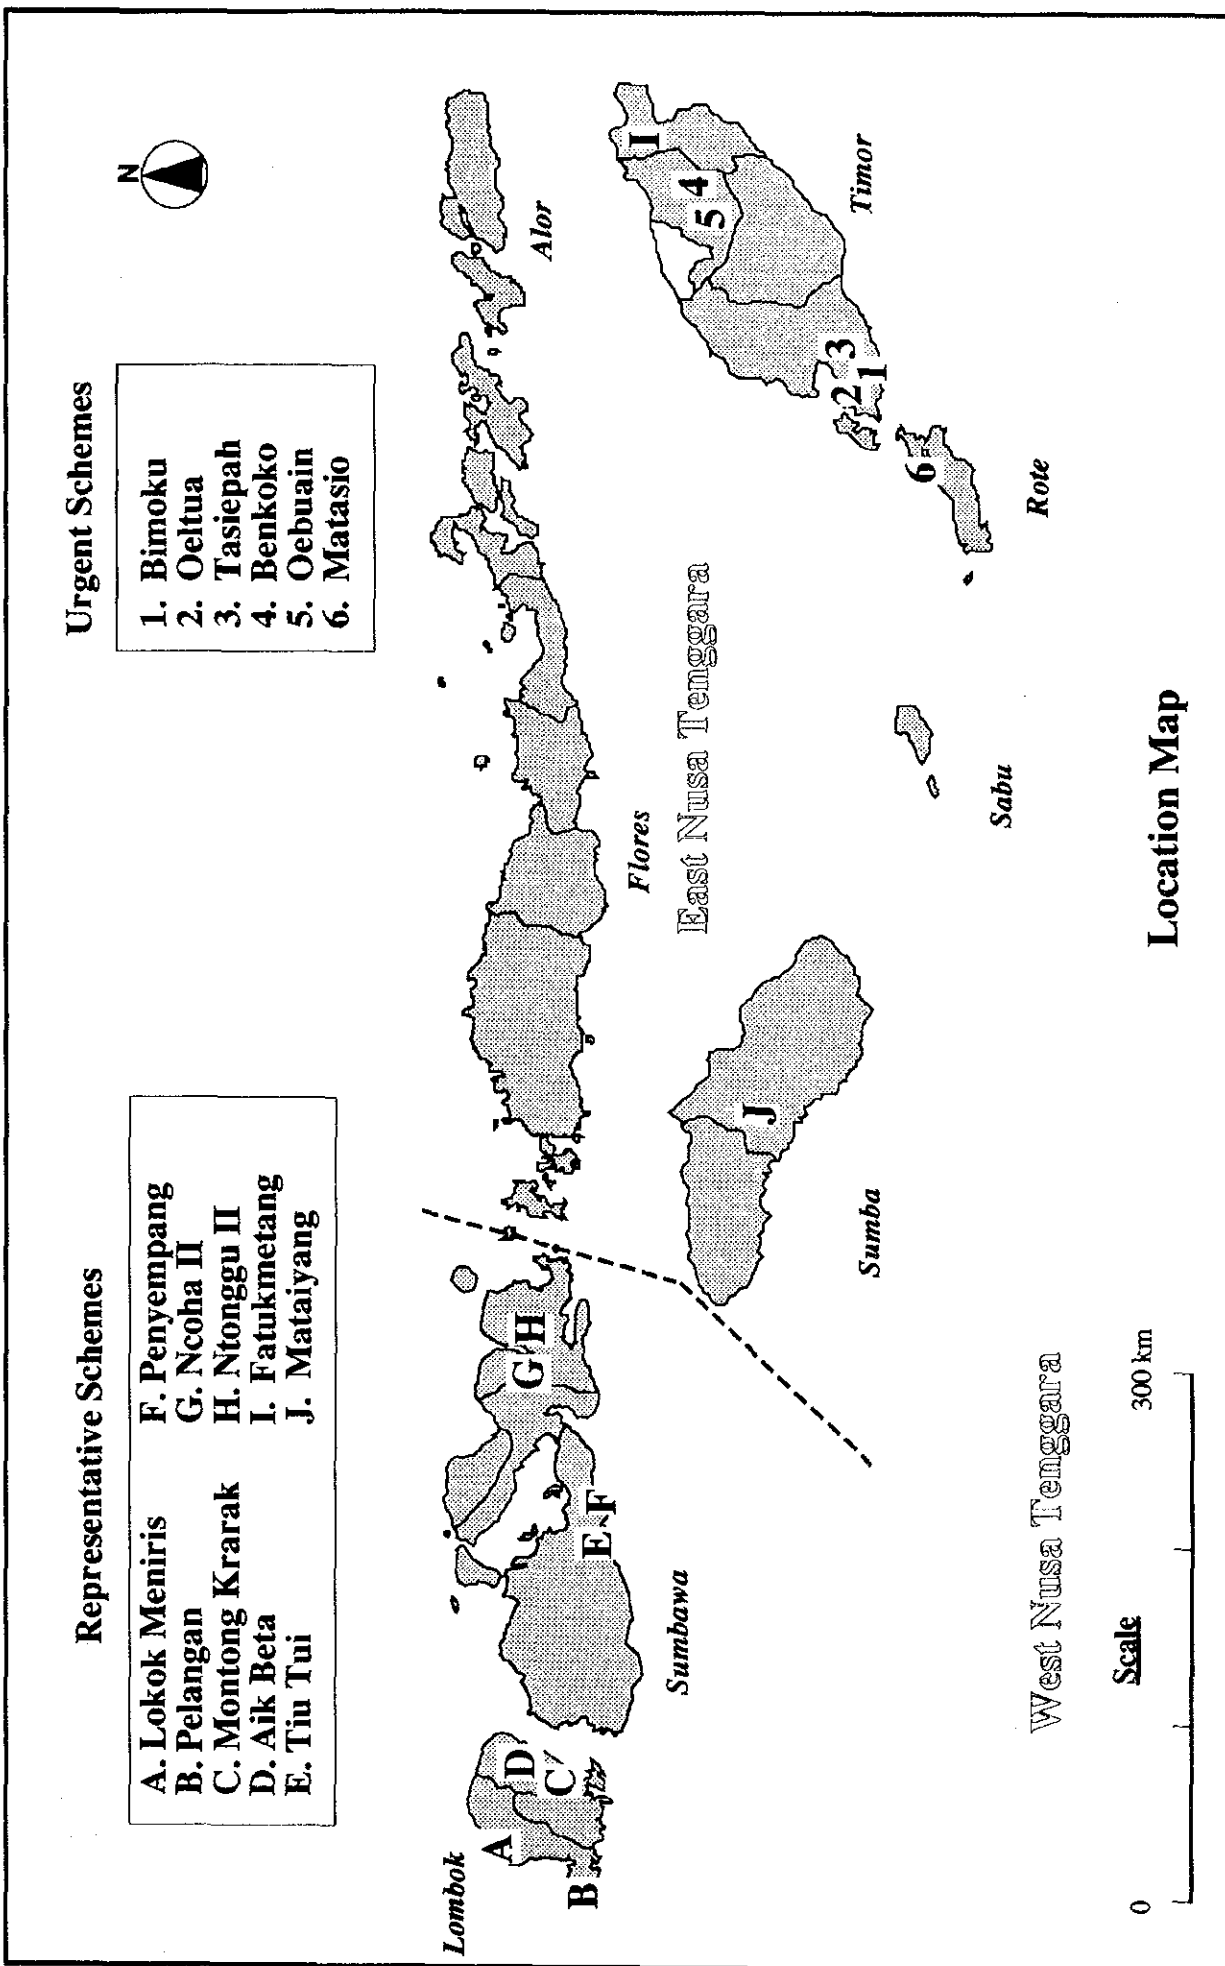 Representative Schemes
A. Lokok Meniris
B. Pelangan
C. Montong Krarak
D. Aik Beta
E. Tiu Tui
F. Penyempang
G. Ncoha II
H. Ntonggu II
I. Fatukmetang
J. Mataiyang
Urgent Schemes
1. Bimoku
2. Oeltua
3. Tasiepah
4. Benkoko
5. Oebuain
6. Matasio
N
Lombok
A
B
C
D
Sumbawa
E
F
G
H
Flores
Alor
East Nusa Tenggara
Sumba
J
Timor
I
4
5
3
2
1
Rote
6
Sabu
West Nusa Tenggara
Scale
0
300 km
Location Map